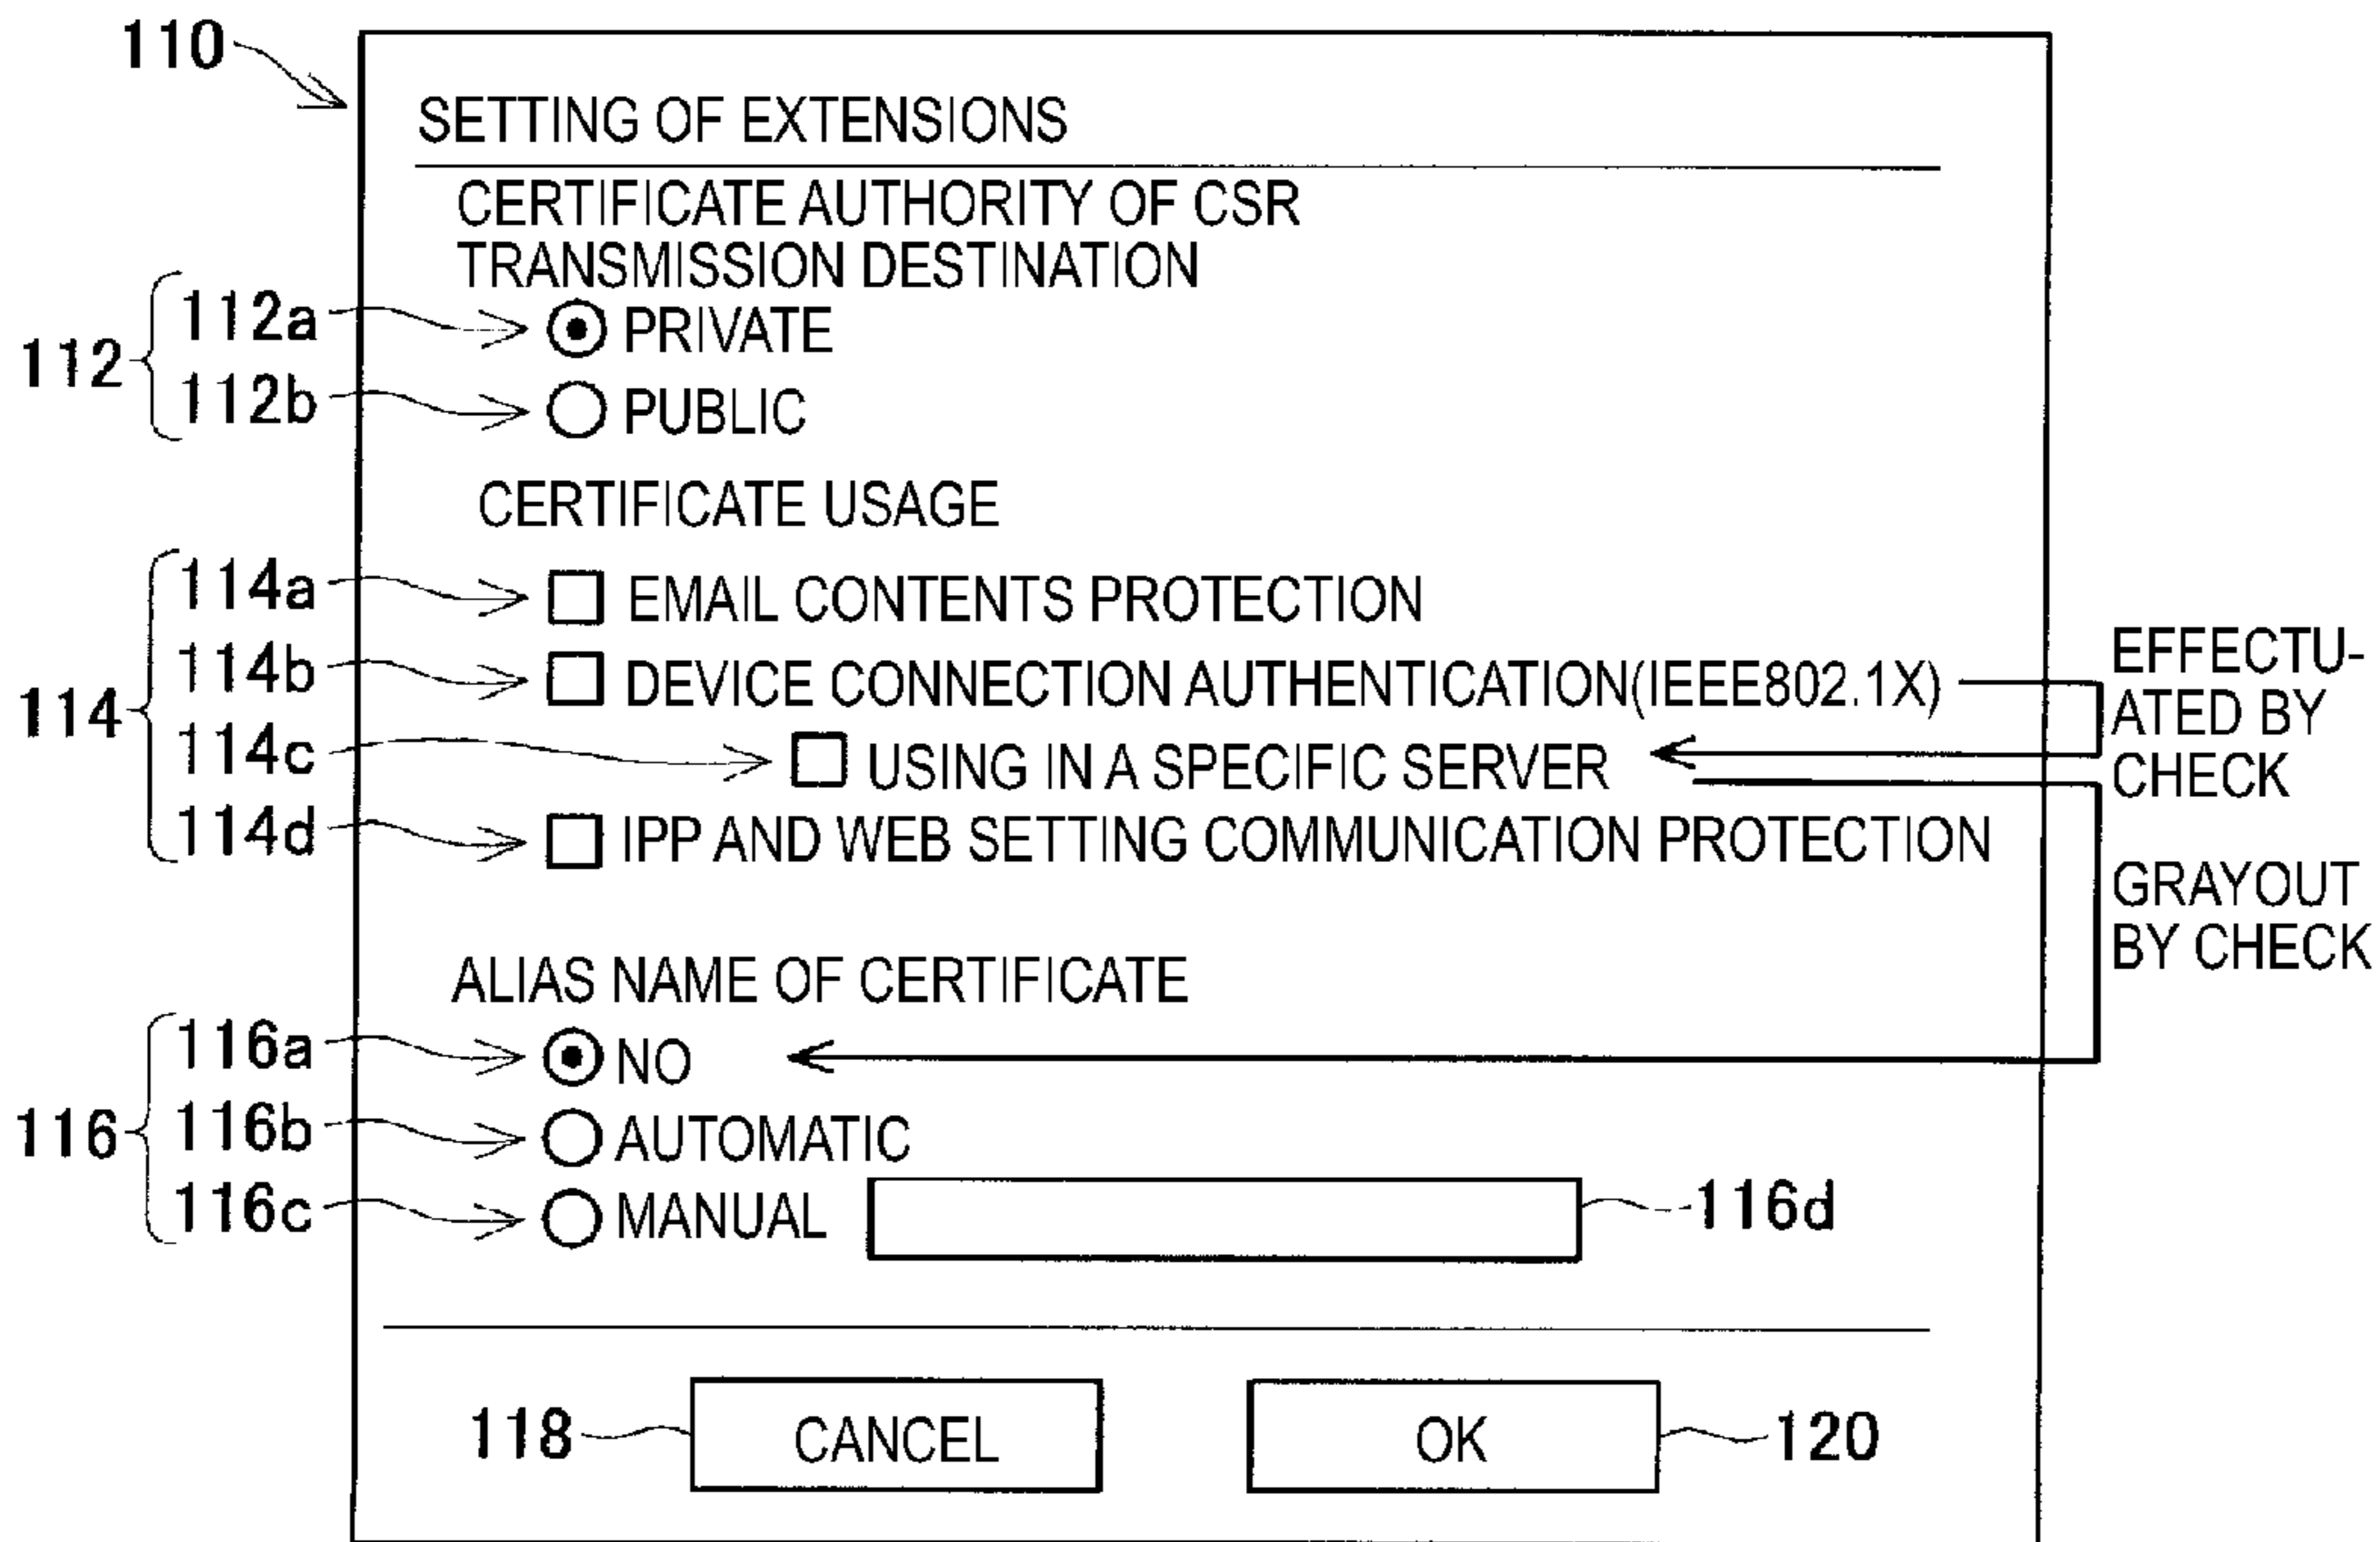 110
SETTING OF EXTENSIONS
CERTIFICATE AUTHORITY OF CSR
TRANSMISSION DESTINATION
112
112a PRIVATE
112b PUBLIC
CERTIFICATE USAGE
114
114a EMAIL CONTENTS PROTECTION
114b DEVICE CONNECTION AUTHENTICATION(IEEE802.1X)
114c USING IN A SPECIFIC SERVER
114d IPP AND WEB SETTING COMMUNICATION PROTECTION
EFFECTU-
ATED BY
CHECK
GRAYOUT
BY CHECK
ALIAS NAME OF CERTIFICATE
116
116a NO
116b AUTOMATIC
116c MANUAL 116d
118 CANCEL OK 120